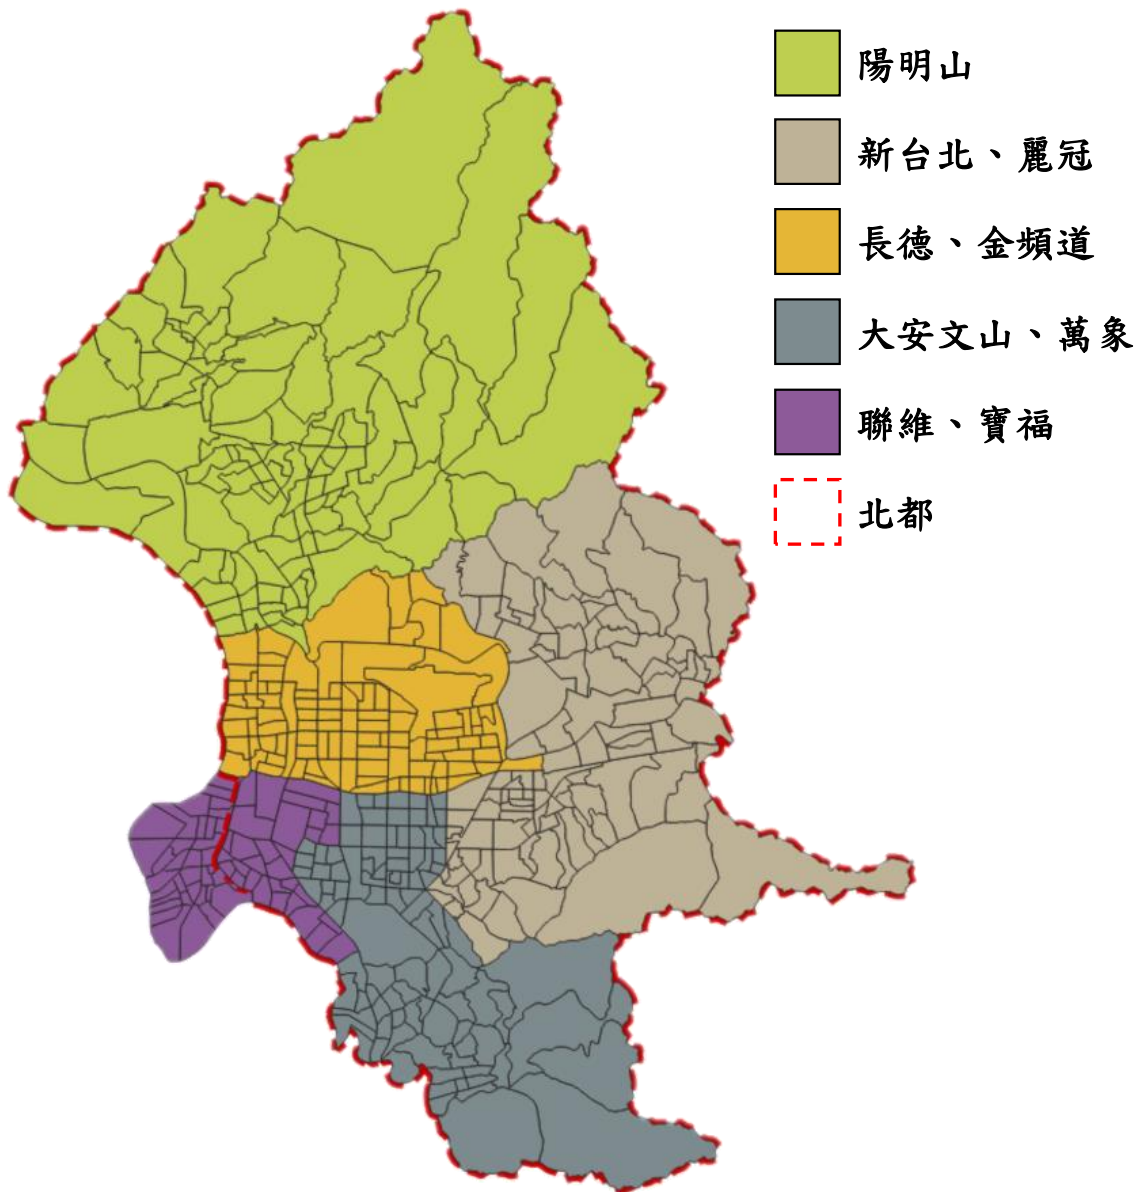 陽明山
新台北、麗冠
長德、金頻道
大安文山、萬象
聯維、寶福
北都